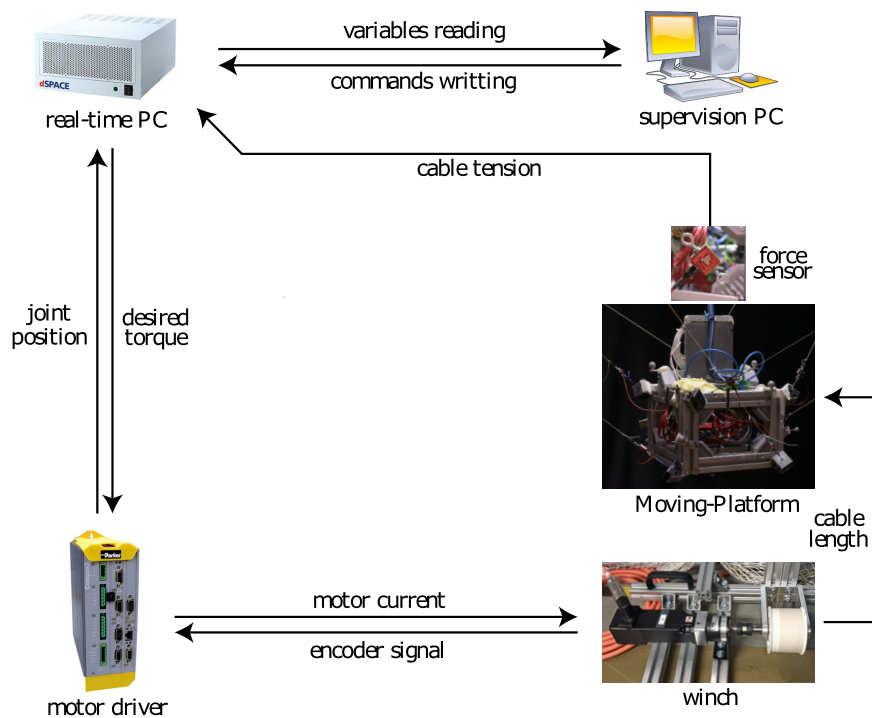 variables reading
commands writting
dSPACE
real-time PC
supervision PC
cable tension
force
sensor
joint
position
desired
torque
Moving-Platform
cable
length
Parker
motor current
encoder signal
motor driver
winch